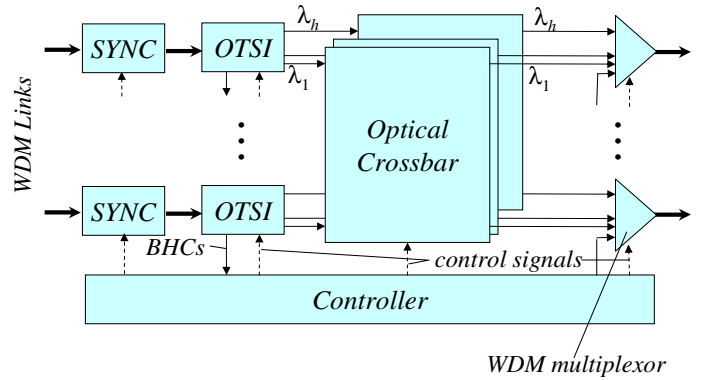 SYNC
OTSI
λh
λh
λ1
λ1
WDM Links
Optical
Crossbar
SYNC
OTSI
BHCs
control signals
Controller
WDM multiplexor